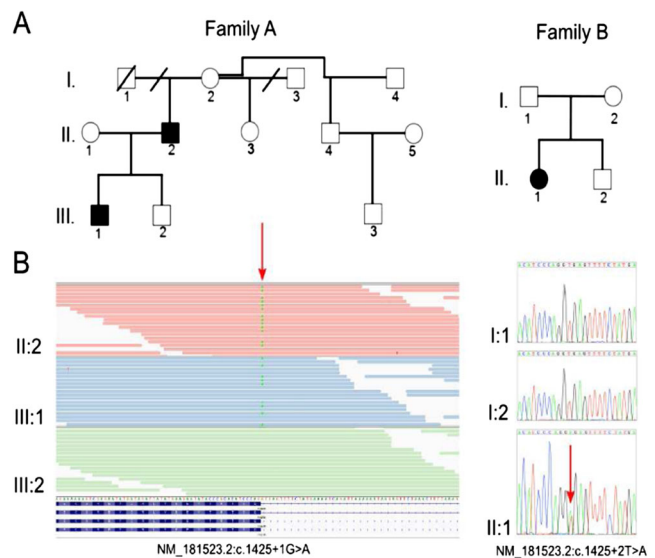 A
Family A
Family B
I.
1
2
3
4
I.
1
2
II.
1
2
3
4
5
II.
1
2
III.
1
2
3
B
II:2
III:1
III:2
NM_181523.2:c.1425+1G>A
I:1
I:2
II:1
NM_181523.2:c.1425+2T>A